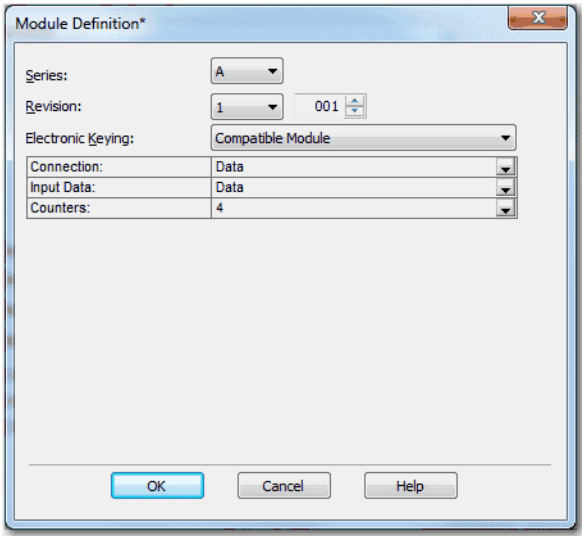 Module Definition*
Series: A
Revision: 1 001
Electronic Keying: Compatible Module
Connection: Data
Input Data: Data
Counters: 4
OK Cancel Help